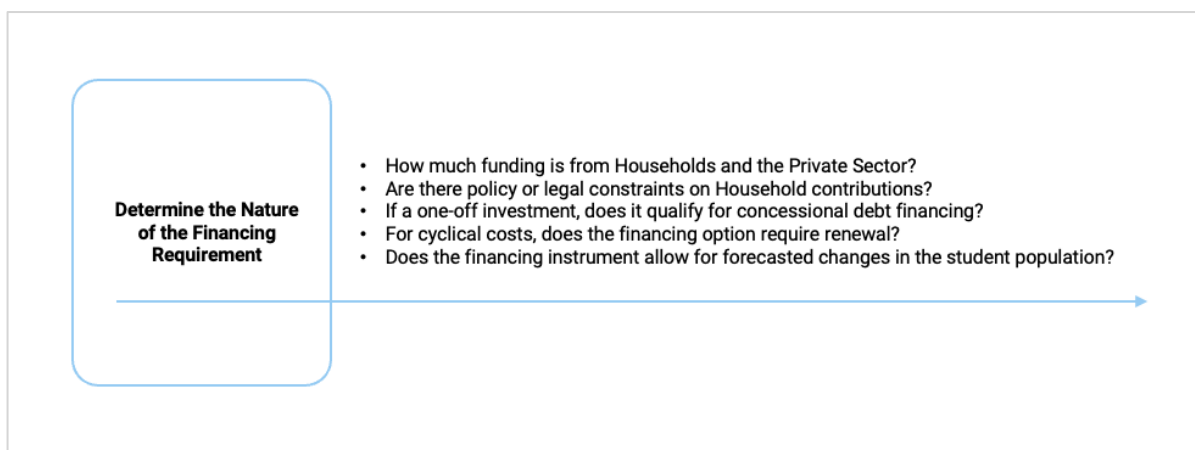 Determine the Nature
of the Financing
Requirement
• How much funding is from Households and the Private Sector?
• Are there policy or legal constraints on Household contributions?
• If a one-off investment, does it qualify for concessional debt financing?
• For cyclical costs, does the financing option require renewal?
• Does the financing instrument allow for forecasted changes in the student population?